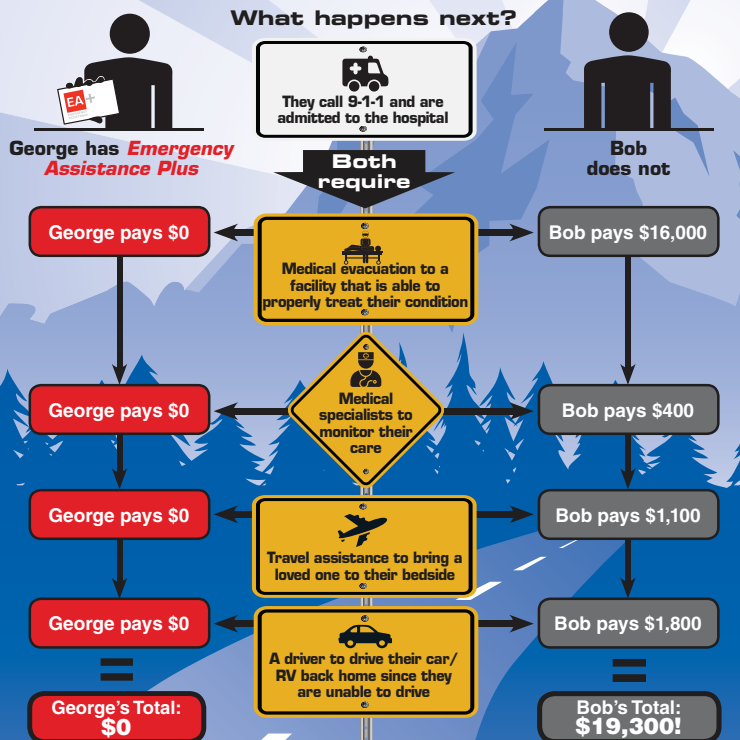 What happens next?
They call 9-1-1 and are
admitted to the hospital
EA+
George has Emergency
Assistance Plus
Bob
does not
Both
require
George pays $0
Medical evacuation to a
facility that is able to
properly treat their condition
Bob pays $16,000
George pays $0
Medical
specialists to
monitor their
care
Bob pays $400
George pays $0
Travel assistance to bring a
loved one to their bedside
Bob pays $1,100
George pays $0
A driver to drive their car/
RV back home since they
are unable to drive
Bob pays $1,800
=
=
George's Total:
$0
Bob's Total:
$19,300!